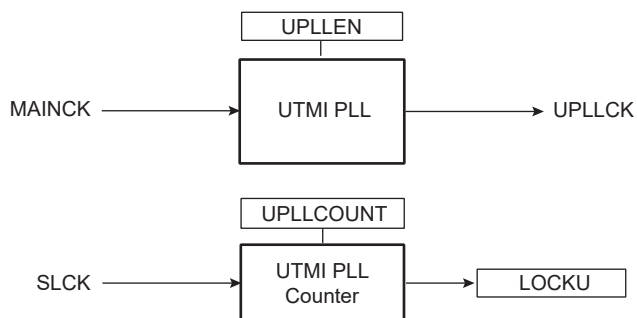 UPLLEN
MAINCK
UTMI PLL
UPLLCK
UPLLCOUNT
SLCK
UTMI PLL
Counter
LOCKU